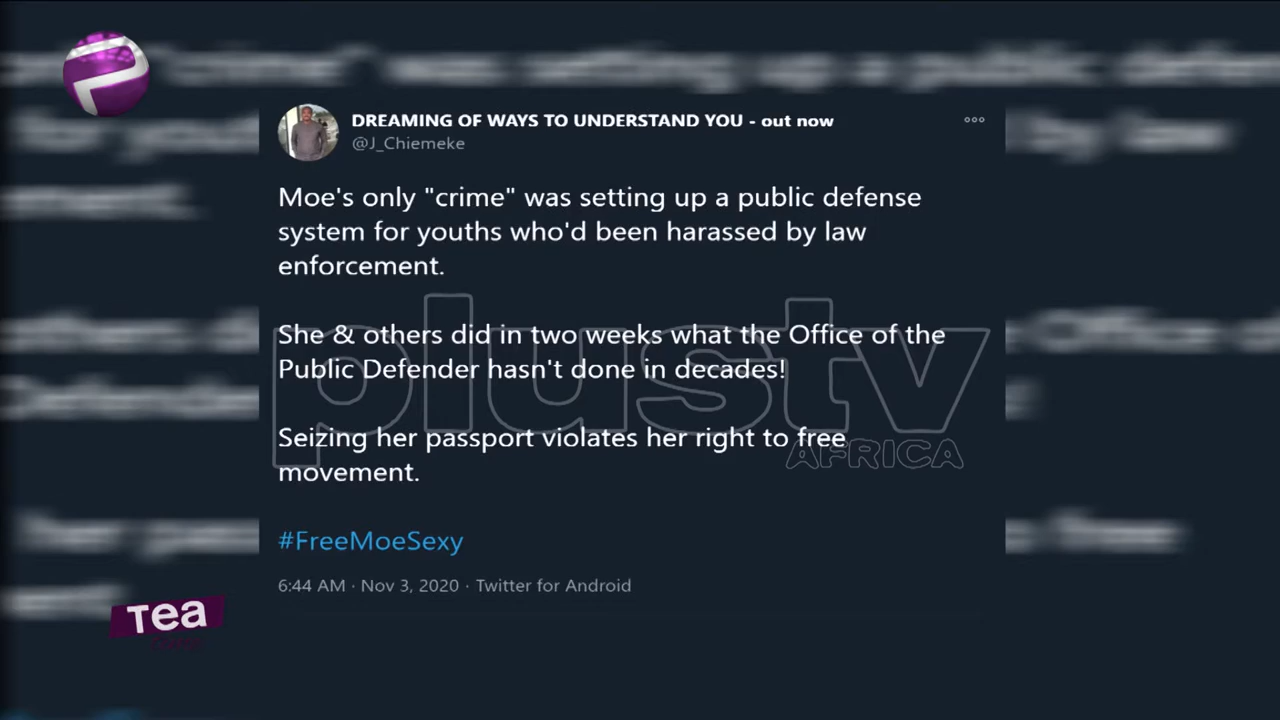 DREAMING OF WAYS TO UNDERSTAND YOU - out now
@J_Chiemeke
Moe's only "crime" was setting up a public defense
system for youths who'd been harassed by law
enforcement.
She & others did in two weeks what the Office of the
Public Defender hasn't done in decades!
Seizing her passport violates her right to free
movement.
#FreeMoeSexy
6:44 AM · Nov 3, 2020 · Twitter for Android
plustv
AFRICA
Tea